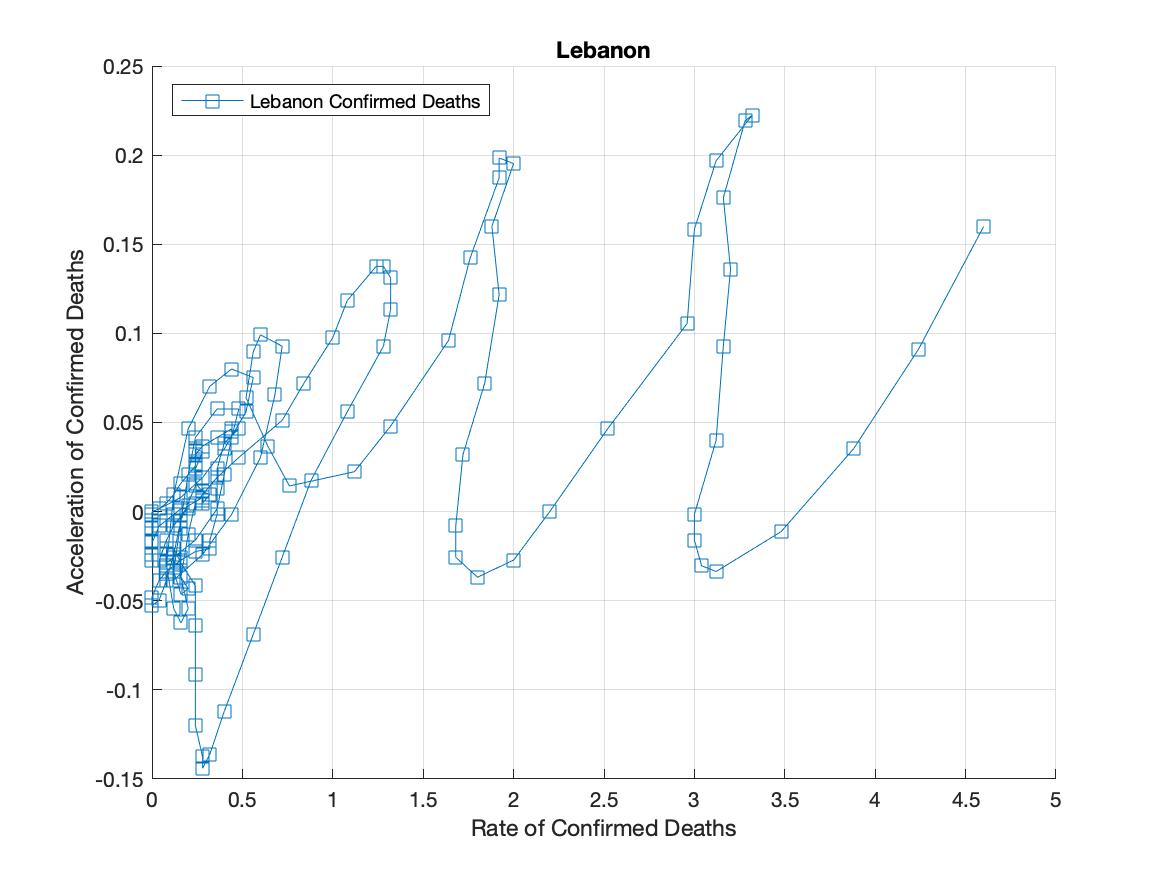 Lebanon
Lebanon Confirmed Deaths
0.25
0.2
0.15
0.1
0.05
0
-0.05
-0.1
-0.15
Acceleration of Confirmed Deaths
0 0.5 1 1.5 2 2.5 3 3.5 4 4.5 5
Rate of Confirmed Deaths